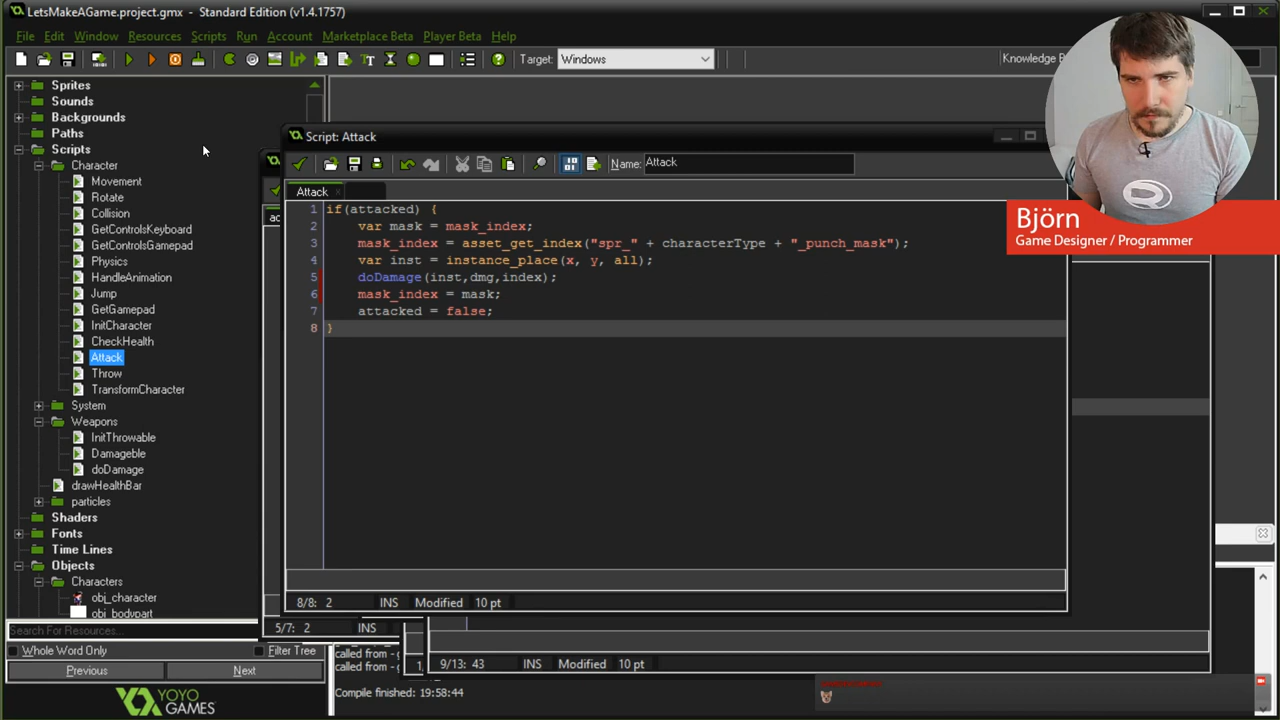 LetsMakeAGame.project.gmx - Standard Edition (v1.4.1757)
File Edit Window Resources Scripts Run Account Marketplace Beta Player Beta Help
Target: Windows
Knowledge B
Sprites
Sounds
Backgrounds
Paths
Scripts
Character
Movement
Rotate
Collision
GetControlsKeyboard
GetControlsGamepad
Physics
HandleAnimation
Jump
GetGamepad
InitCharacter
CheckHealth
Attack
Throw
TransformCharacter
System
Weapons
InitThrowable
Damageble
doDamage
drawHealthBar
particles
Shaders
Fonts
Time Lines
Objects
Characters
obj_character
obj_bodypart
Search For Resources...
Whole Word Only Filter Tree
Previous Next
YOYO
GAMES™
Script: Attack
Name: Attack
Attack
1 if(attacked) {
2 var mask = mask_index;
3 mask_index = asset_get_index("spr_" + characterType + "_punch_mask");
4 var inst = instance_place(x, y, all);
5 doDamage(inst,dmg,index);
6 mask_index = mask;
7 attacked = false;
8 }
8/8: 2 INS Modified 10 pt
5/7: 2 INS
9/13: 43 INS Modified 10 pt
called from - g
called from - g
Compile finished: 19:58:44
Björn
Game Designer / Programmer